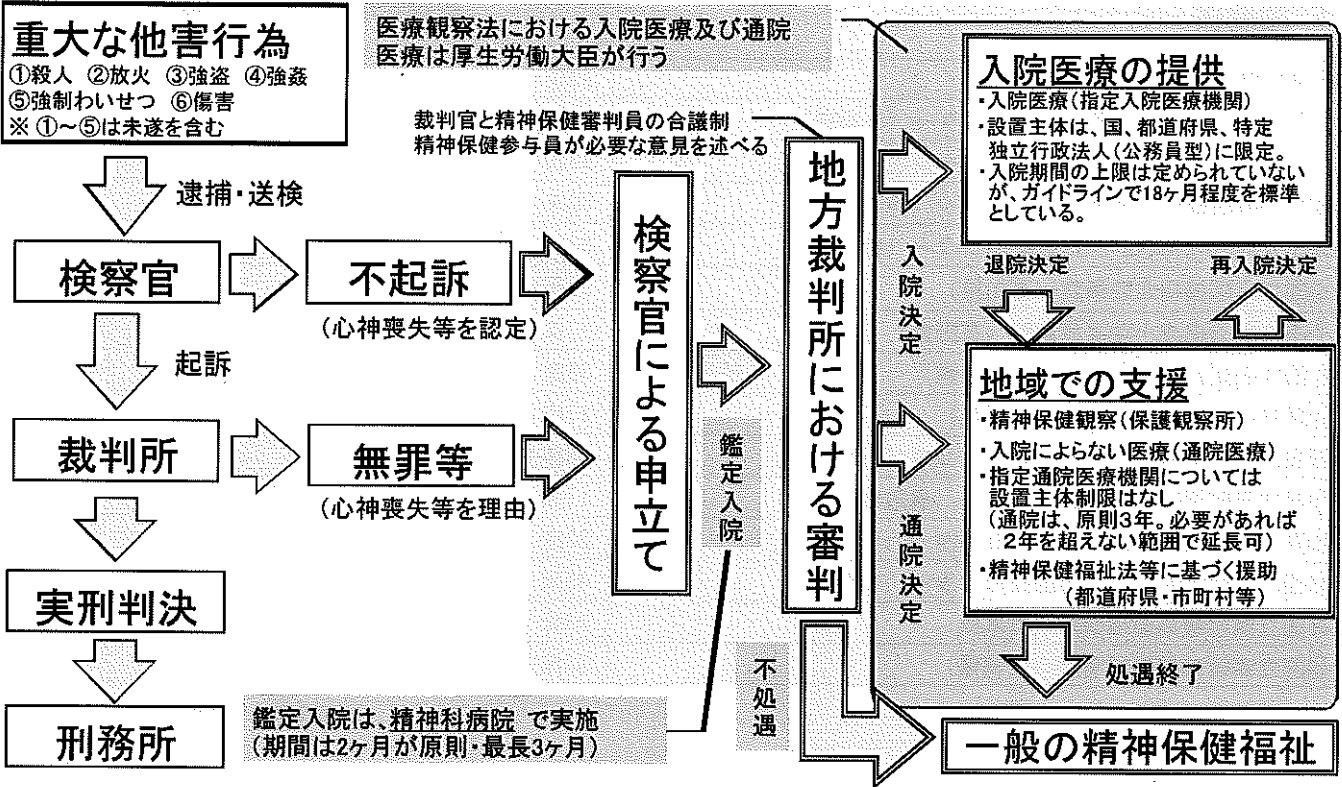 重大な他害行為
①殺人 ②放火 ③強盗 ④強姦
⑤強制わいせつ ⑥傷害
※ ①～⑤は未遂を含む
逮捕・送検
検察官
起訴
裁判所
実刑判決
刑務所
不起訴
(心神喪失等を認定)
無罪等
(心神喪失等を理由)
医療観察法における入院医療及び通院
医療は厚生労働大臣が行う
裁判官と精神保健審判員の合議制
精神保健参与員が必要な意見を述べる
検察官による申立て
鑑定入院
鑑定入院は、精神科病院 で実施
(期間は2ヶ月が原則・最長3ヶ月)
地方裁判所における審判
入院決定
通院決定
不処遇
入院医療の提供
・入院医療(指定入院医療機関)
・設置主体は、国、都道府県、特定
独立行政法人(公務員型)に限定。
・入院期間の上限は定められていない
が、ガイドラインで18ヶ月程度を標準
としている。
退院決定
再入院決定
地域での支援
・精神保健観察(保護観察所)
・入院によらない医療(通院医療)
・指定通院医療機関については
設置主体制限はなし
(通院は、原則3年。必要があれば
2年を超えない範囲で延長可)
・精神保健福祉法等に基づく援助
(都道府県・市町村等)
処遇終了
一般の精神保健福祉